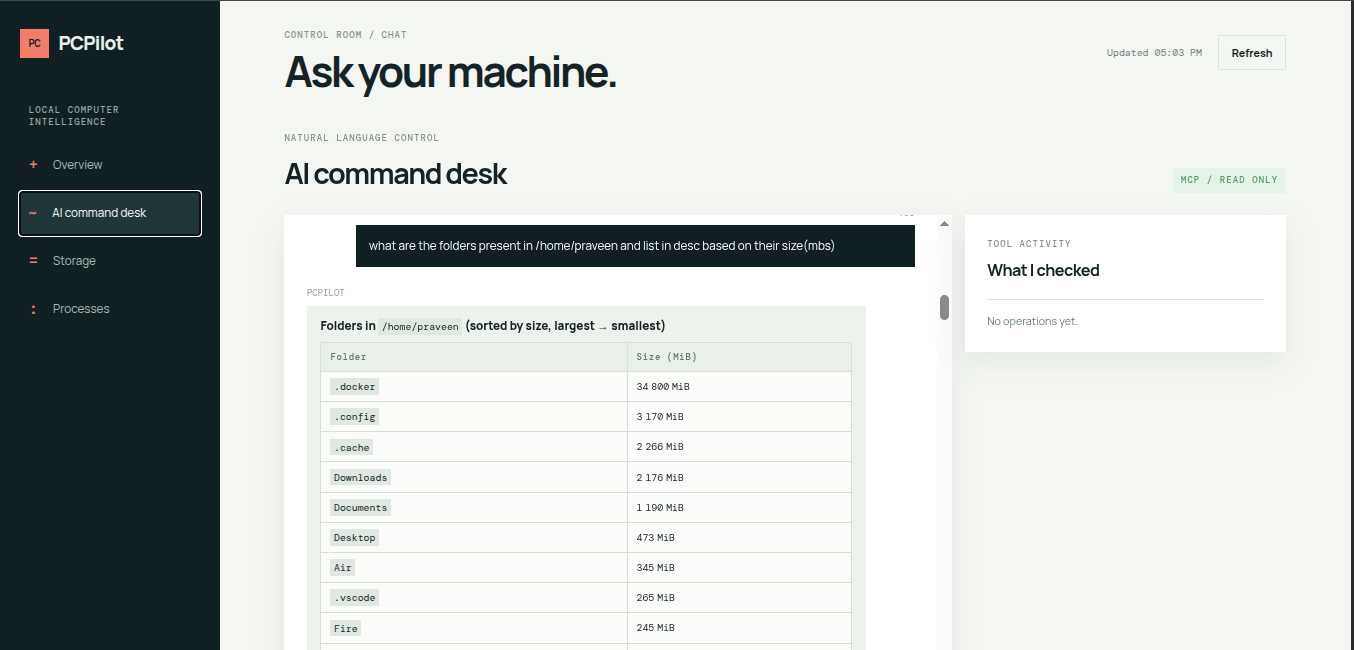 PC PCPilot
LOCAL COMPUTER
INTELLIGENCE
+ Overview
~ AI command desk
= Storage
: Processes
CONTROL ROOM / CHAT
Ask your machine.
Updated 05:03 PM
Refresh
NATURAL LANGUAGE CONTROL
AI command desk
MCP / READ ONLY
what are the folders present in /home/praveen and list in desc based on their size(mbs)
PCPILOT
Folders in /home/praveen (sorted by size, largest → smallest)
Folder Size (MiB)
.docker 34 800 MiB
.config 3 170 MiB
.cache 2 266 MiB
Downloads 2 176 MiB
Documents 1 190 MiB
Desktop 473 MiB
Air 345 MiB
.vscode 265 MiB
Fire 245 MiB
TOOL ACTIVITY
What I checked
No operations yet.